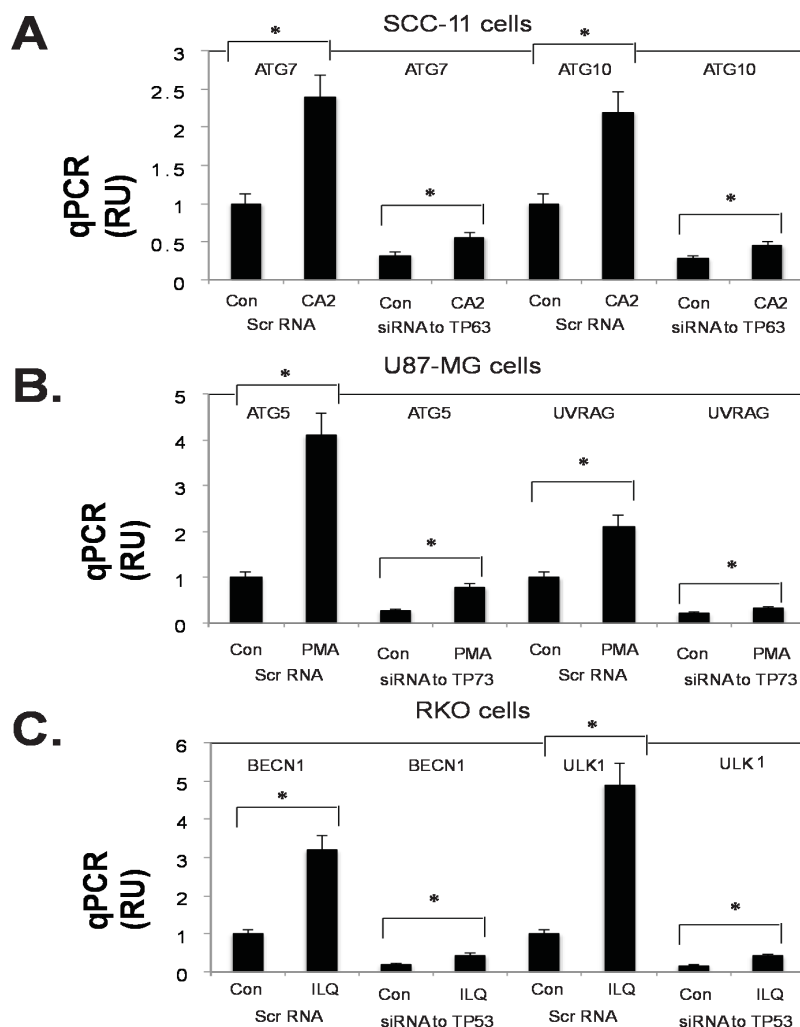 A
SCC-11 cells
* *
3
2.5
2
1.5
1
0.5
0
qPCR
(RU)
ATG7 ATG7 ATG10 ATG10
* *
Con CA2 Con CA2 Con CA2 Con CA2
Scr RNA siRNA to TP63 Scr RNA siRNA to TP63
B.
U87-MG cells
*
5
4
3
2
1
0
qPCR
(RU)
ATG5 ATG5 UVRAG UVRAG
* * *
Con PMA Con PMA Con PMA Con PMA
Scr RNA siRNA to TP73 Scr RNA siRNA to TP73
C.
RKO cells
*
6
5
4
3
2
1
0
qPCR
(RU)
BECN1 BECN1 ULK1 ULK1
* * *
Con ILQ Con ILQ Con ILQ Con ILQ
Scr RNA siRNA to TP53 Scr RNA siRNA to TP53